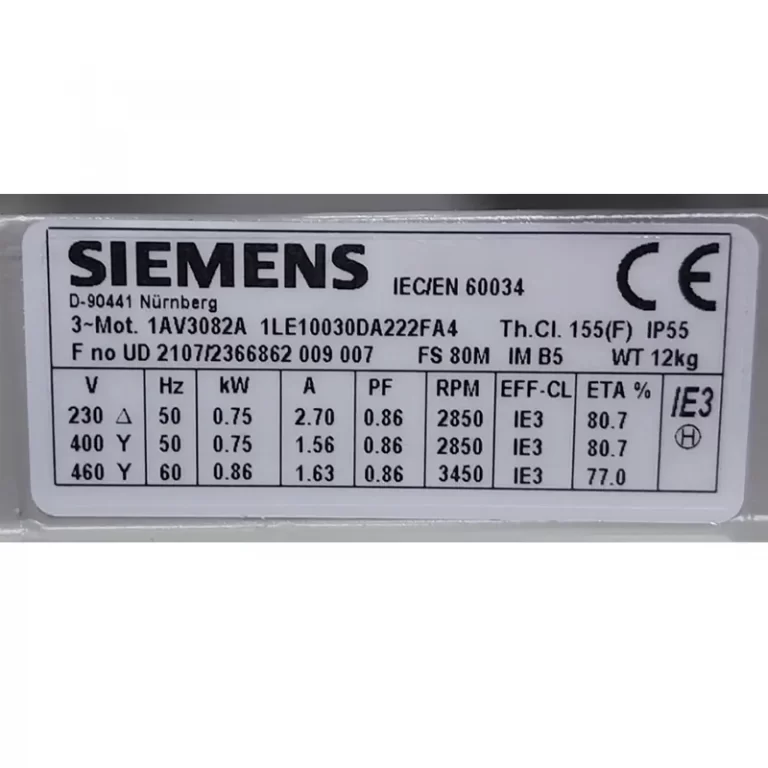 SIEMENS
IEC/EN 60034
CE
D-90441 Nürnberg
3~Mot. 1AV3082A 1LE10030DA222FA4 Th.Cl. 155(F) IP55
F no UD 2107/2366862 009 007 FS 80M IM B5 WT 12kg
V Hz kW A PF RPM EFF-CL ETA % IE3
230 Δ 50 0.75 2.70 0.86 2850 IE3 80.7
H
400 Y 50 0.75 1.56 0.86 2850 IE3 80.7
460 Y 60 0.86 1.63 0.86 3450 IE3 77.0